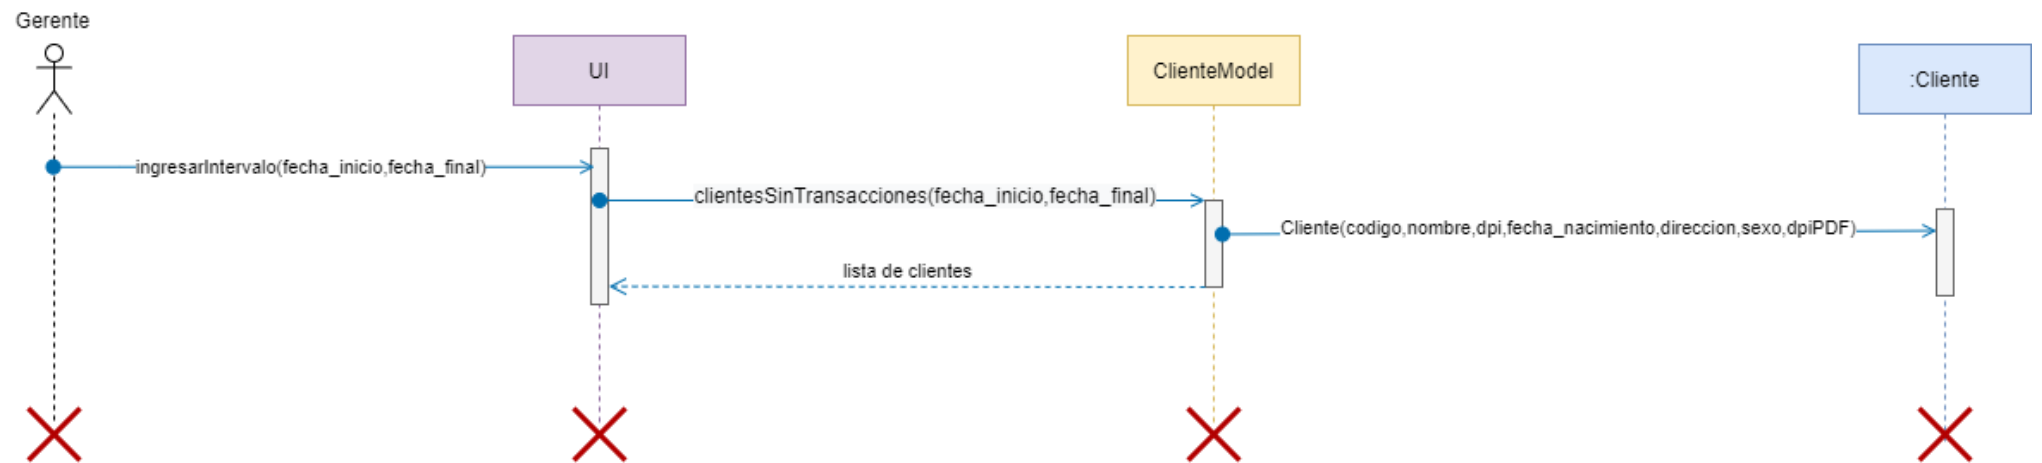 Gerente
UI
ClienteModel
:Cliente
ingresarIntervalo(fecha_inicio,fecha_final)
clientesSinTransacciones(fecha_inicio,fecha_final)
Cliente(codigo,nombre,dpi,fecha_nacimiento,direccion,sexo,dpiPDF)
lista de clientes